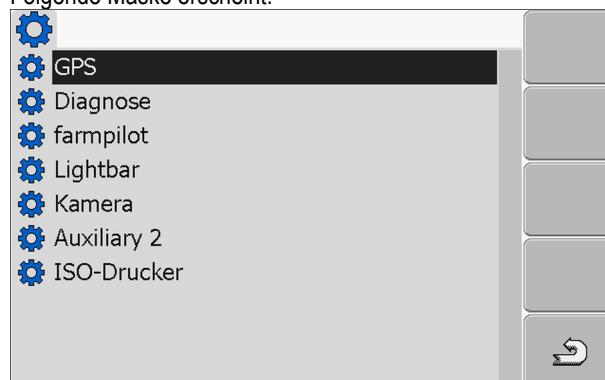 Folgende Maske erscheint:
GPS
Diagnose
farmpilot
Lightbar
Kamera
Auxiliary 2
ISO-Drucker